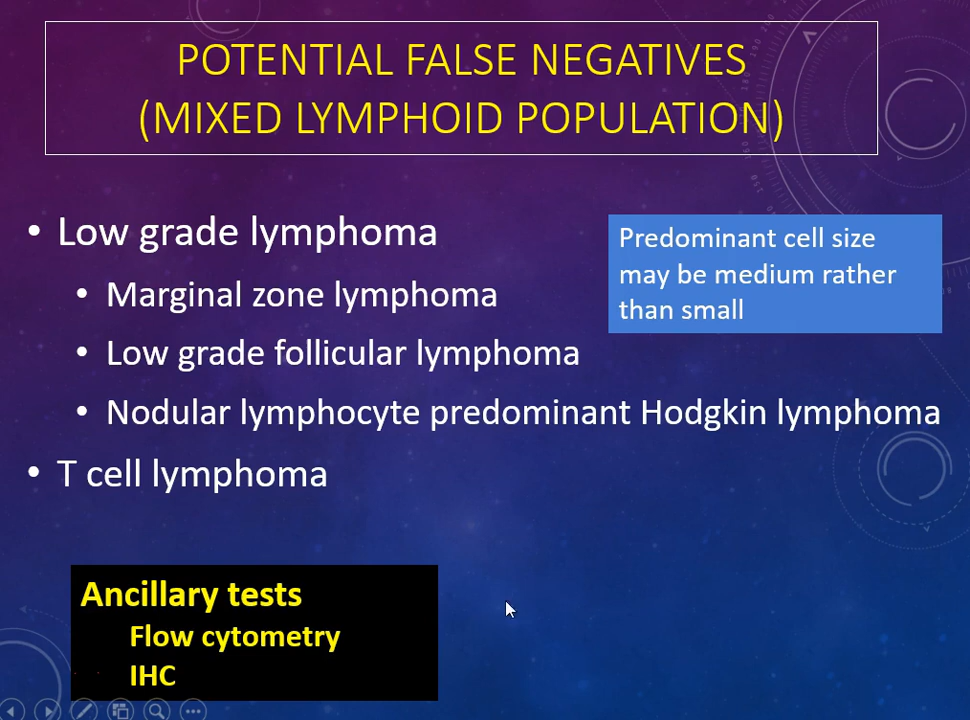 POTENTIAL FALSE NEGATIVES
(MIXED LYMPHOID POPULATION)
• Low grade lymphoma
• Marginal zone lymphoma
• Low grade follicular lymphoma
• Nodular lymphocyte predominant Hodgkin lymphoma
• T cell lymphoma
Predominant cell size
may be medium rather
than small
Ancillary tests
Flow cytometry
IHC